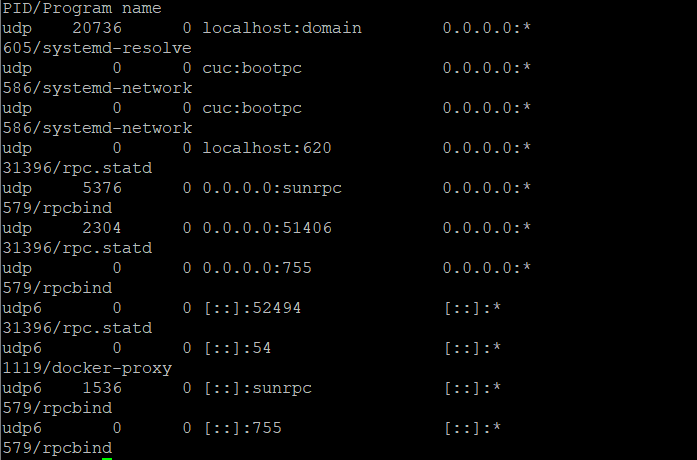 PID/Program name
udp    20736      0 localhost:domain        0.0.0.0:*
605/systemd-resolve
udp        0      0 cuc:bootpc              0.0.0.0:*
586/systemd-network
udp        0      0 cuc:bootpc              0.0.0.0:*
586/systemd-network
udp        0      0 localhost:620           0.0.0.0:*
31396/rpc.statd
udp     5376      0 0.0.0.0:sunrpc          0.0.0.0:*
579/rpcbind
udp     2304      0 0.0.0.0:51406           0.0.0.0:*
31396/rpc.statd
udp        0      0 0.0.0.0:755             0.0.0.0:*
579/rpcbind
udp6       0      0 [::]:52494              [::]:*
31396/rpc.statd
udp6       0      0 [::]:54                 [::]:*
1119/docker-proxy
udp6    1536      0 [::]:sunrpc             [::]:*
579/rpcbind
udp6       0      0 [::]:755                [::]:*
579/rpcbind